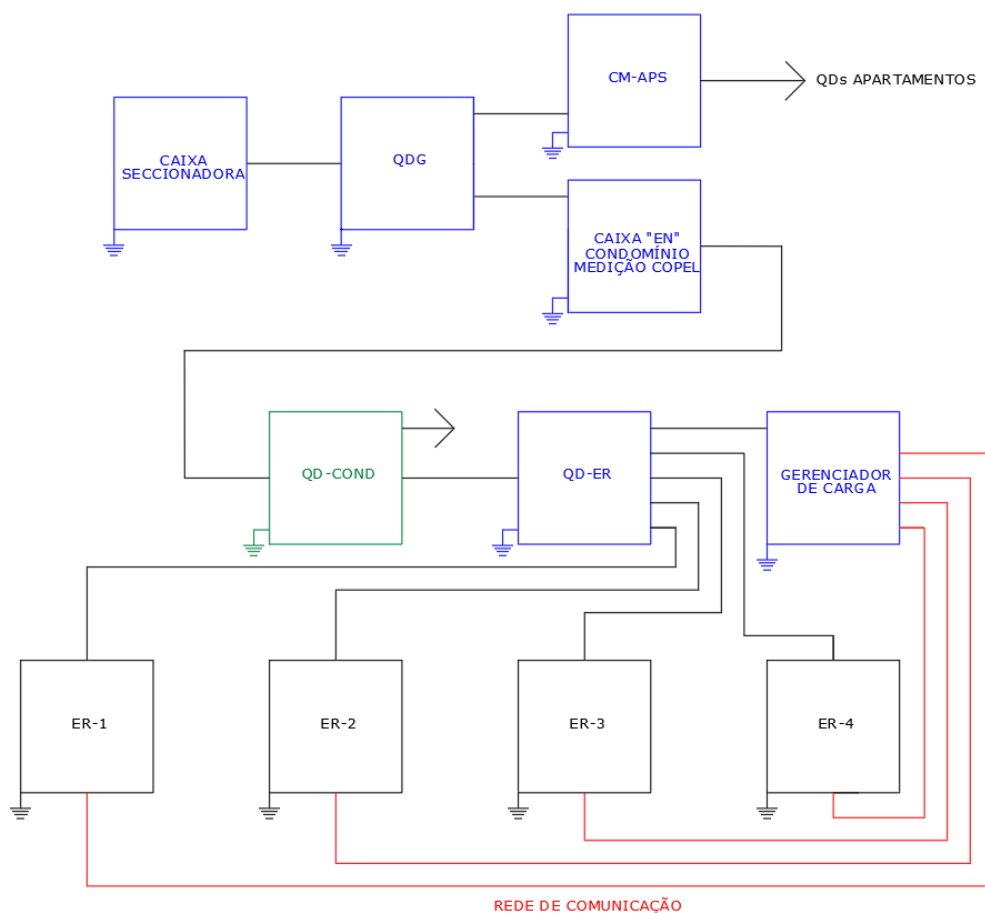 CM-APS
QDs APARTAMENTOS
CAIXA
SECCIONADORA
QDG
CAIXA "EN"
CONDOMÍNIO
MEDIÇÃO COPEL
QD-COND
QD-ER
GERENCIADOR
DE CARGA
ER-1
ER-2
ER-3
ER-4
REDE DE COMUNICAÇÃO